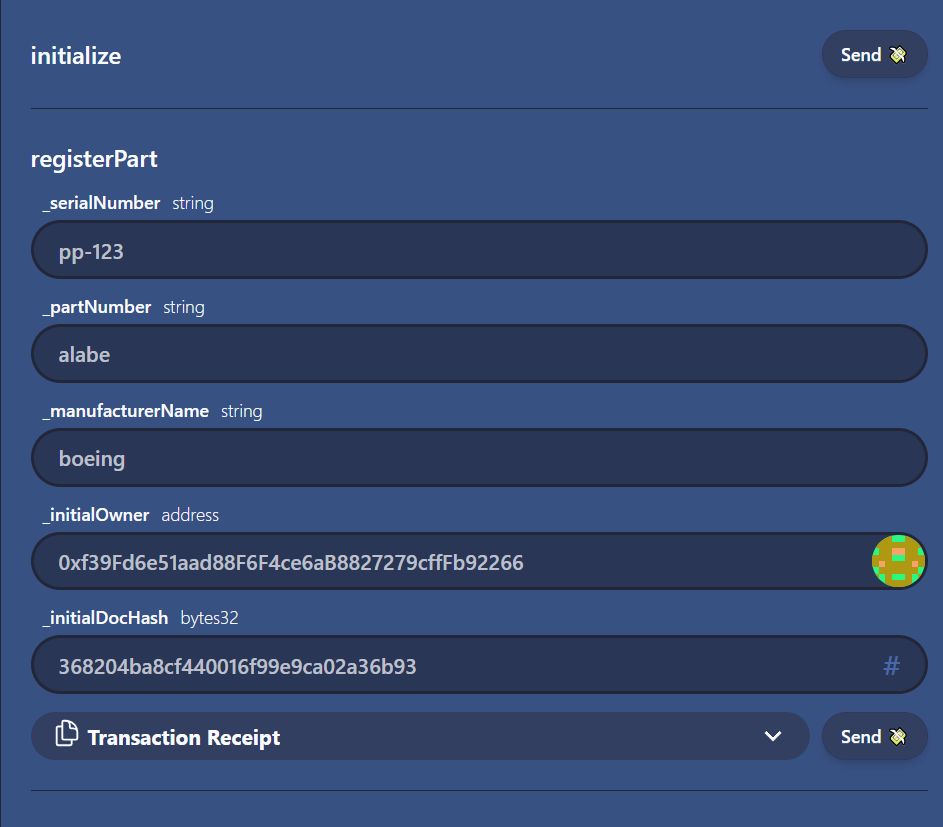 initialize
Send
registerPart
_serialNumber string
pp-123
_partNumber string
alabe
_manufacturerName string
boeing
_initialOwner address
0xf39Fd6e51aad88F6F4ce6aB8827279cffFb92266
_initialDocHash bytes32
368204ba8cf440016f99e9ca02a36b93 #
Transaction Receipt Send